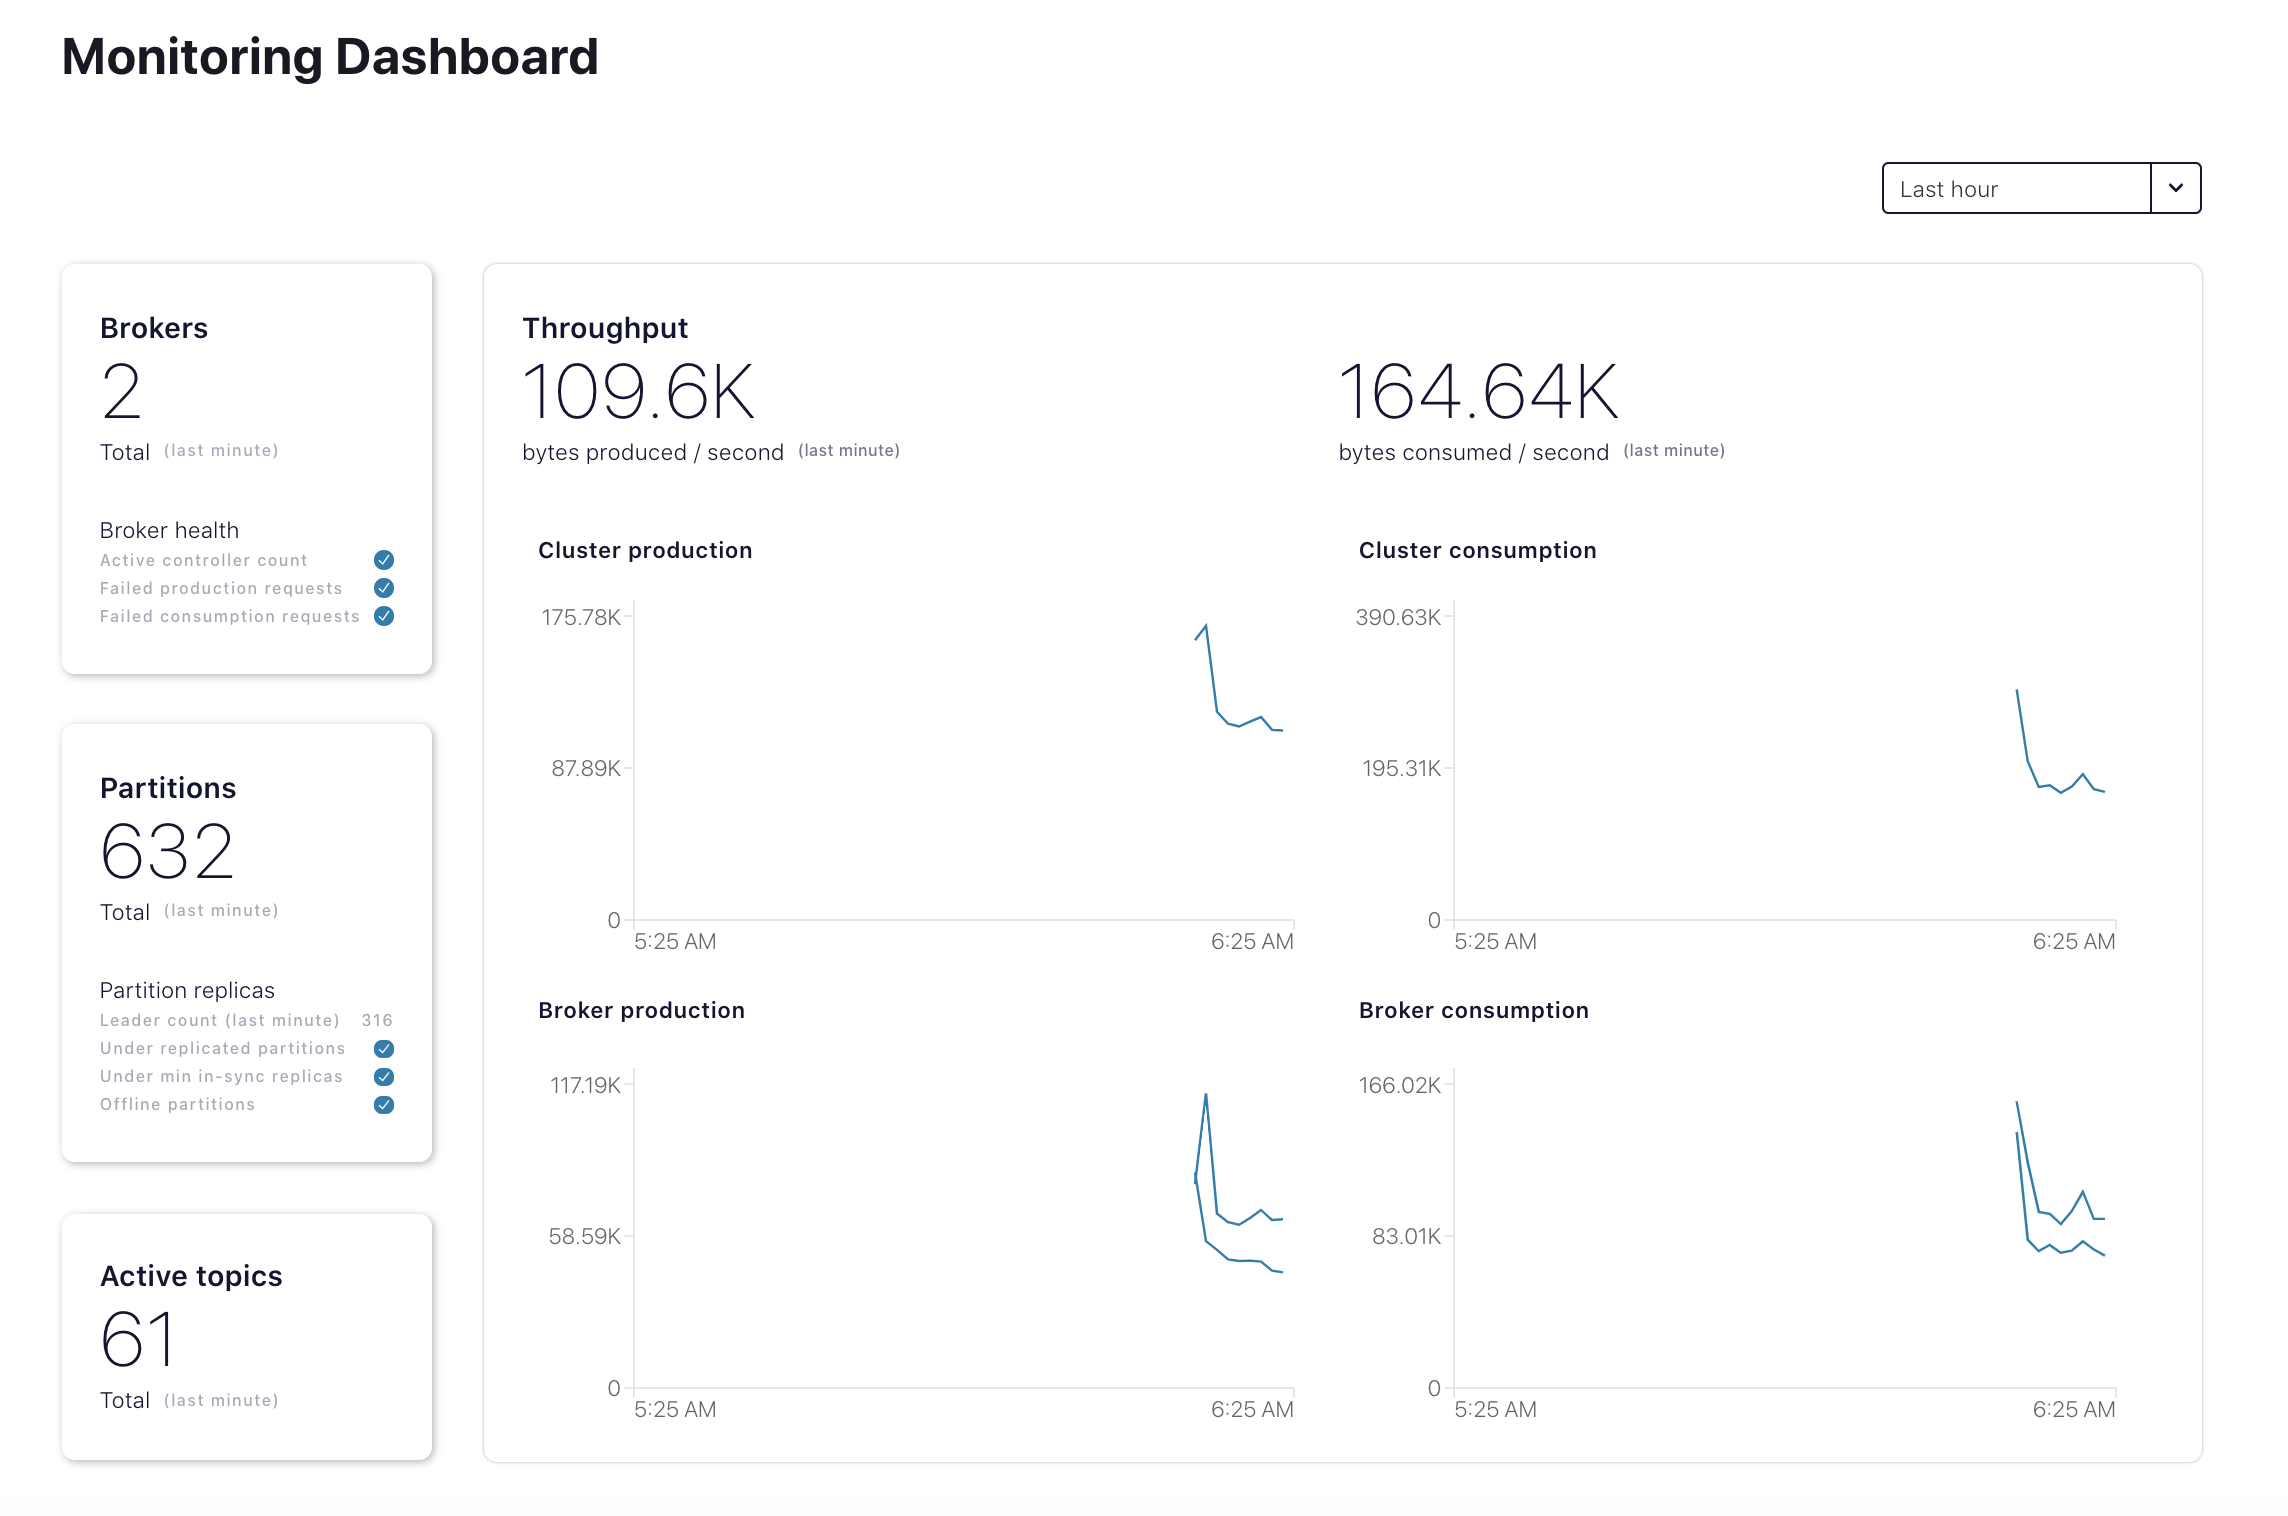 Monitoring Dashboard
Last hour
Brokers
2
Total (last minute)
Broker health
Active controller count
Failed production requests
Failed consumption requests
Partitions
632
Total (last minute)
Partition replicas
Leader count (last minute) 316
Under replicated partitions
Under min in-sync replicas
Offline partitions
Active topics
61
Total (last minute)
Throughput
109.6K
bytes produced / second (last minute)
164.64K
bytes consumed / second (last minute)
Cluster production
175.78K
87.89K
0
5:25 AM 6:25 AM
Cluster consumption
390.63K
195.31K
0
5:25 AM 6:25 AM
Broker production
117.19K
58.59K
0
5:25 AM 6:25 AM
Broker consumption
166.02K
83.01K
0
5:25 AM 6:25 AM